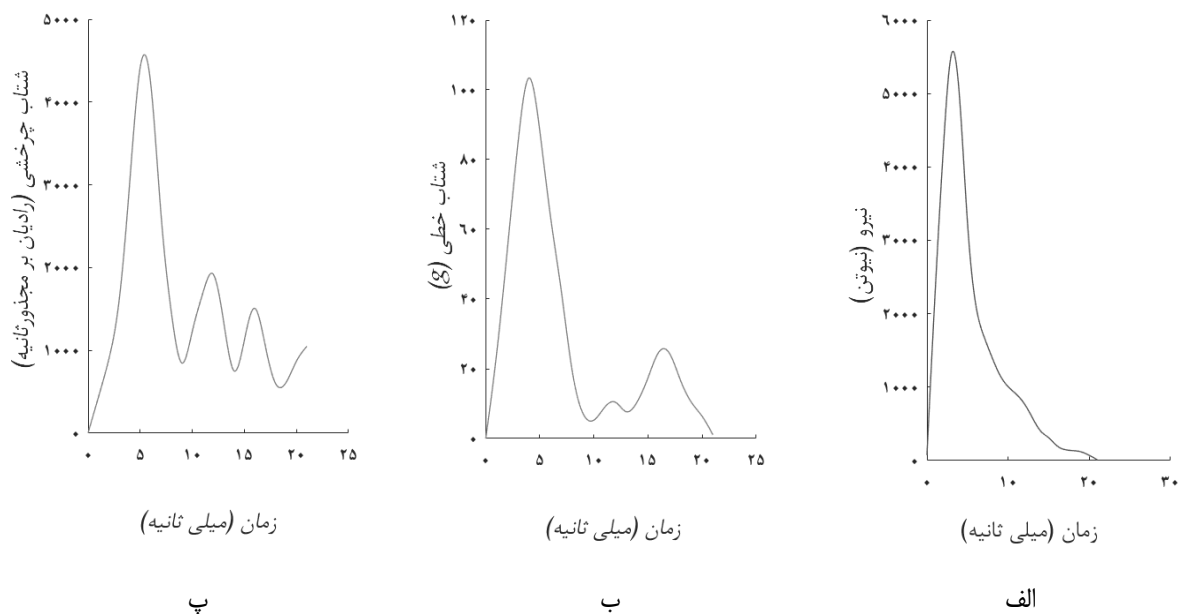 ۶۰۰۰
۵۰۰۰
۴۰۰۰
۳۰۰۰
۲۰۰۰
۱۰۰۰
۰
نیرو (نیوتن)
۰ ۱۰ ۲۰ ۳۰
زمان (میلی ثانیه)
الف
۱۲۰
۱۰۰
۸۰
۶۰
۴۰
۲۰
۰
شتاب خطی (g)
۰ ۵ ۱۰ ۱۵ ۲۰ ۲۵
زمان (میلی ثانیه)
ب
۵۰۰۰
۴۰۰۰
۳۰۰۰
۲۰۰۰
۱۰۰۰
۰
شتاب چرخشی (رادیان بر مجذورثانیه)
۰ ۵ ۱۰ ۱۵ ۲۰ ۲۵
زمان (میلی ثانیه)
پ